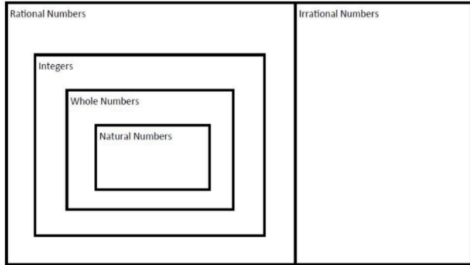 Rational Numbers
Irrational Numbers
Integers
Whole Numbers
Natural Numbers